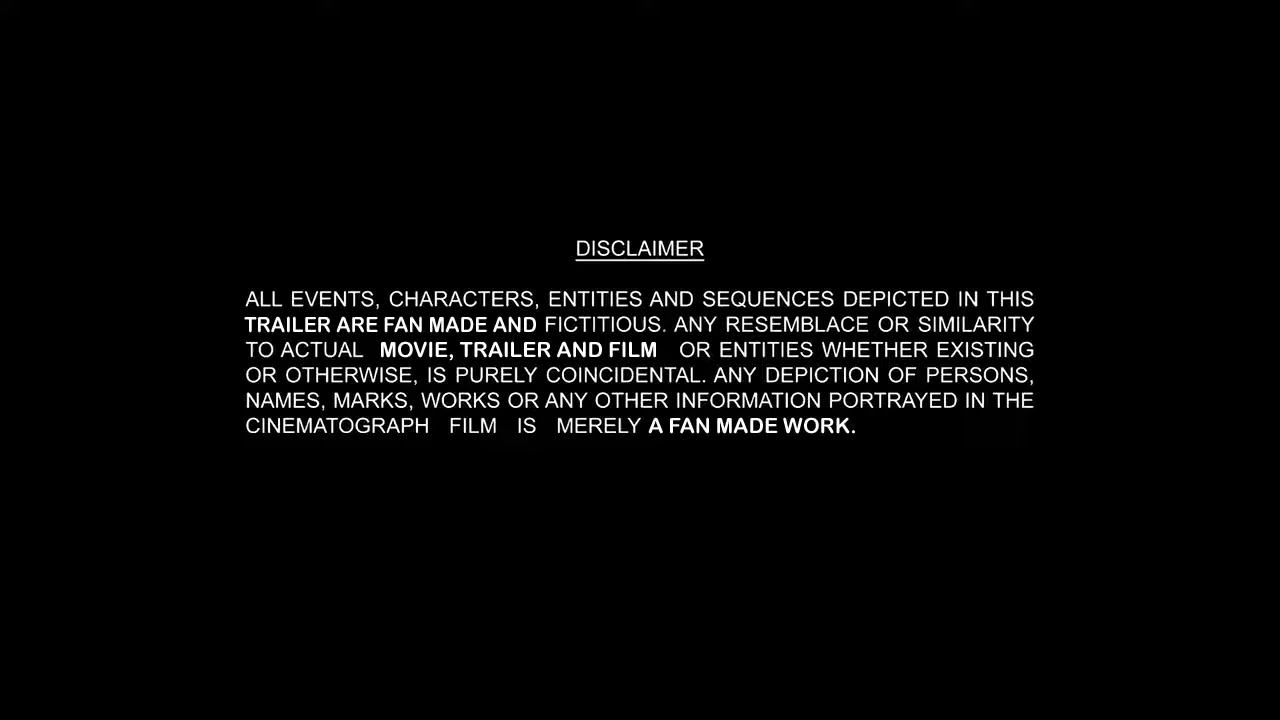 DISCLAIMER
ALL EVENTS, CHARACTERS, ENTITIES AND SEQUENCES DEPICTED IN THIS
TRAILER ARE FAN MADE AND FICTITIOUS. ANY RESEMBLACE OR SIMILARITY
TO ACTUAL MOVIE, TRAILER AND FILM OR ENTITIES WHETHER EXISTING
OR OTHERWISE, IS PURELY COINCIDENTAL. ANY DEPICTION OF PERSONS,
NAMES, MARKS, WORKS OR ANY OTHER INFORMATION PORTRAYED IN THE
CINEMATOGRAPH FILM IS MERELY A FAN MADE WORK.